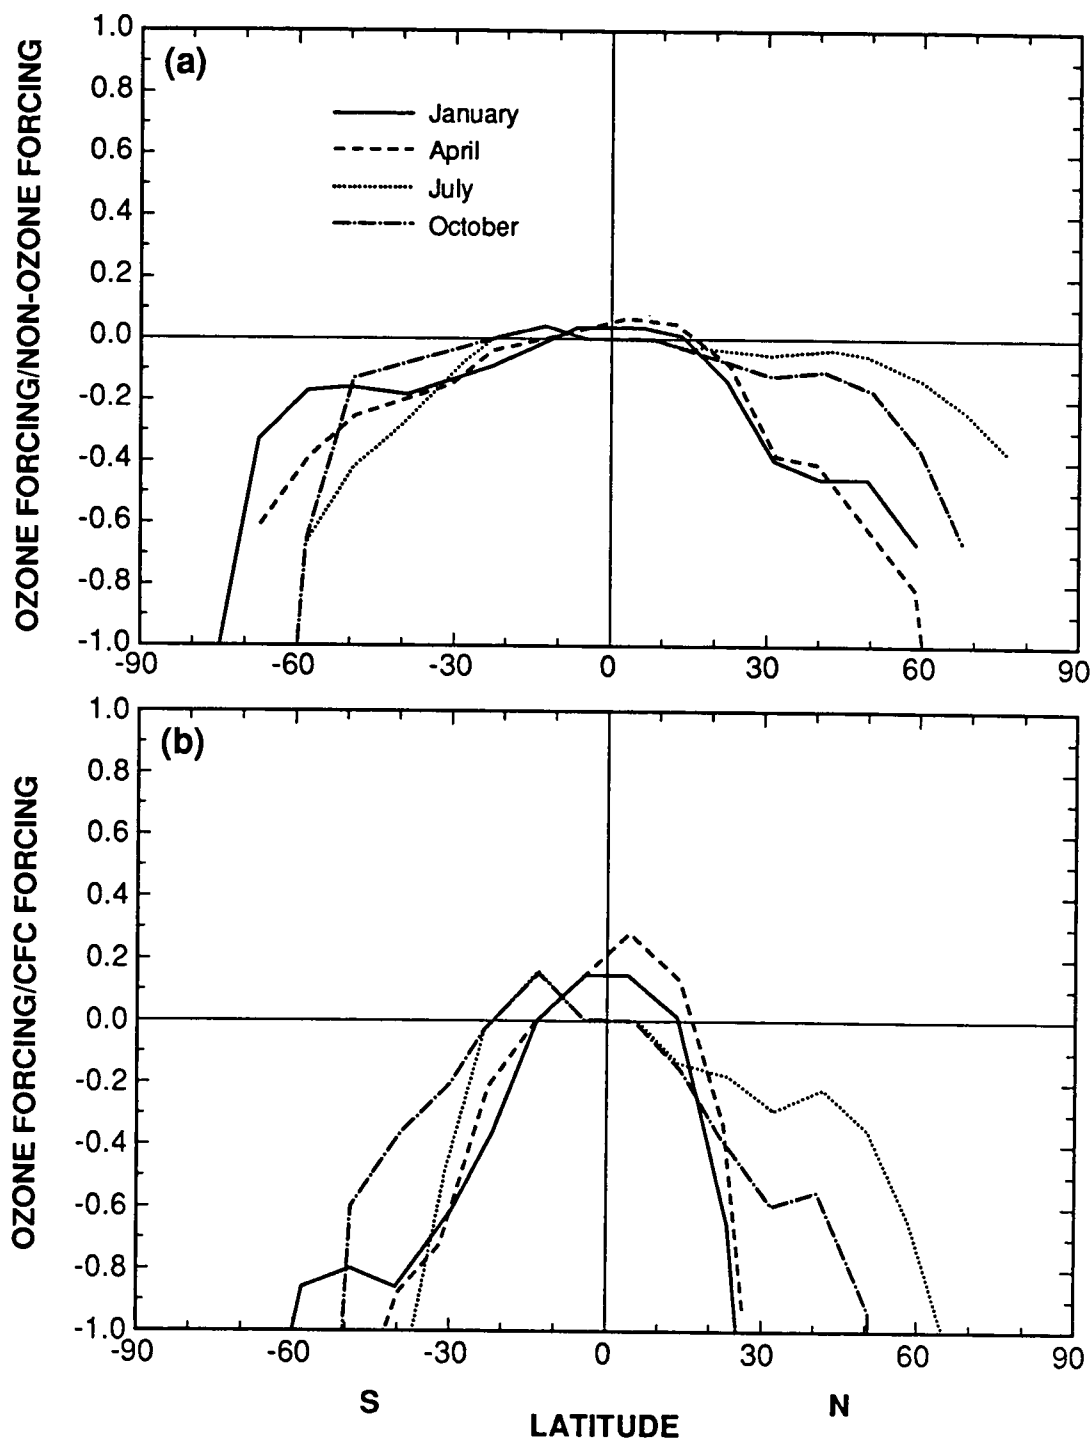 OZONE FORCING/NON-OZONE FORCING
(a)
January
April
July
October
1.0
0.8
0.6
0.4
0.2
0.0
-0.2
-0.4
-0.6
-0.8
-1.0
-90 -60 -30 0 30 60 90
OZONE FORCING/CFC FORCING
(b)
1.0
0.8
0.6
0.4
0.2
0.0
-0.2
-0.4
-0.6
-0.8
-1.0
-90 -60 -30 0 30 60 90
S N
LATITUDE